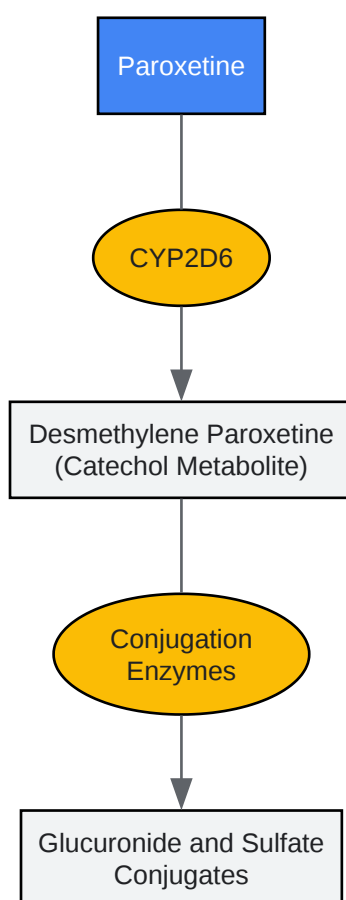 Paroxetine
CYP2D6
Desmethylene Paroxetine
(Catechol Metabolite)
Conjugation
Enzymes
Glucuronide and Sulfate
Conjugates